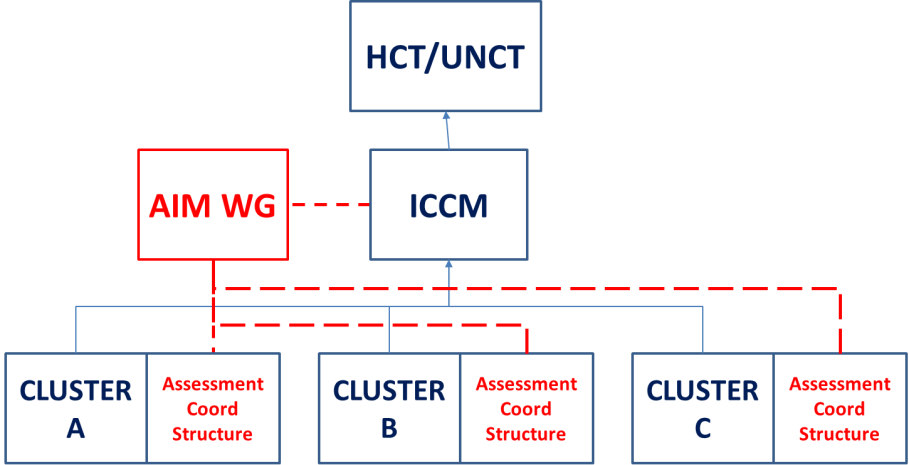 HCT/UNCT
AIM WG
ICCM
CLUSTER
A
Assessment
Coord
Structure
CLUSTER
B
Assessment
Coord
Structure
CLUSTER
C
Assessment
Coord
Structure